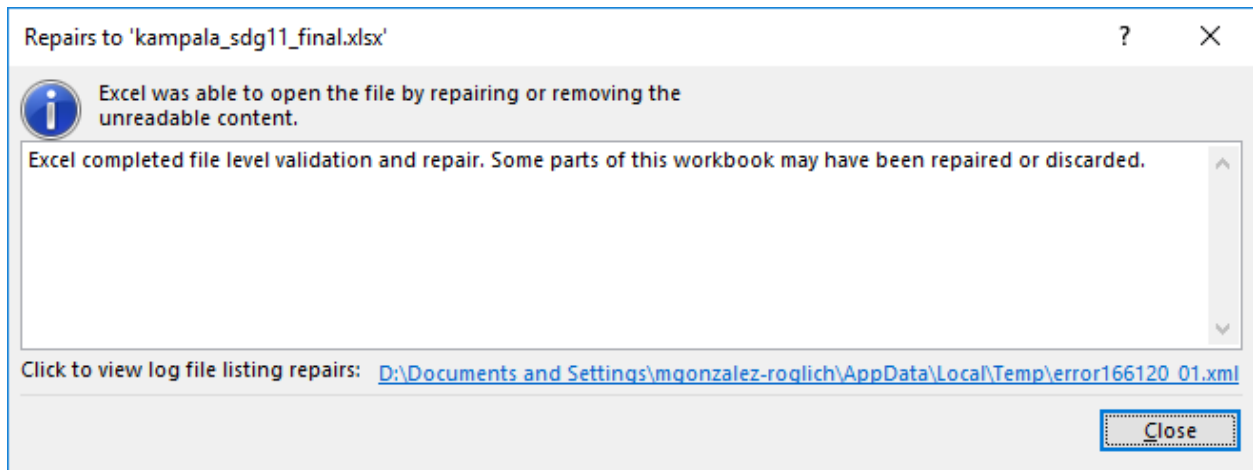 Repairs to 'kampala_sdg11_final.xlsx'
?
Excel was able to open the file by repairing or removing the
unreadable content.
Excel completed file level validation and repair. Some parts of this workbook may have been repaired or discarded.
Click to view log file listing repairs: D:\Documents and Settings\mgonzalez-roglich\AppData\Local\Temp\error166120_01.xml
Close